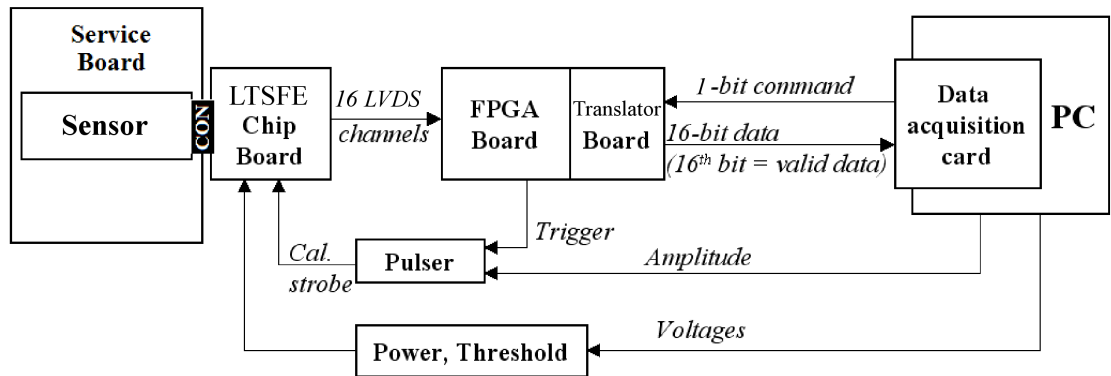 Service
Board
Sensor
CON
LTSFE
Chip
Board
16 LVDS
channels
FPGA
Board
Translator
Board
1-bit command
16-bit data
(16th bit = valid data)
Data
acquisition
card
PC
Trigger
Cal.
strobe
Pulser
Amplitude
Voltages
Power, Threshold